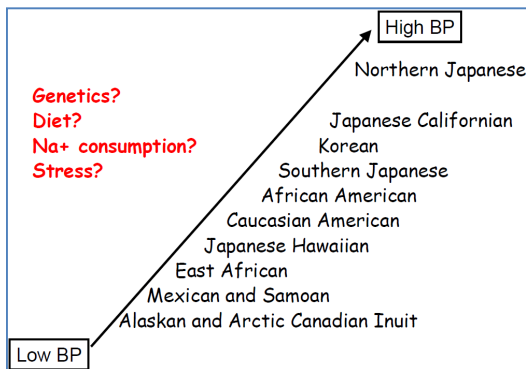 High BP
Northern Japanese
Genetics?
Diet?
Japanese Californian
Na+ consumption?
Korean
Stress?
Southern Japanese
African American
Caucasian American
Japanese Hawaiian
East African
Mexican and Samoan
Alaskan and Arctic Canadian Inuit
Low BP